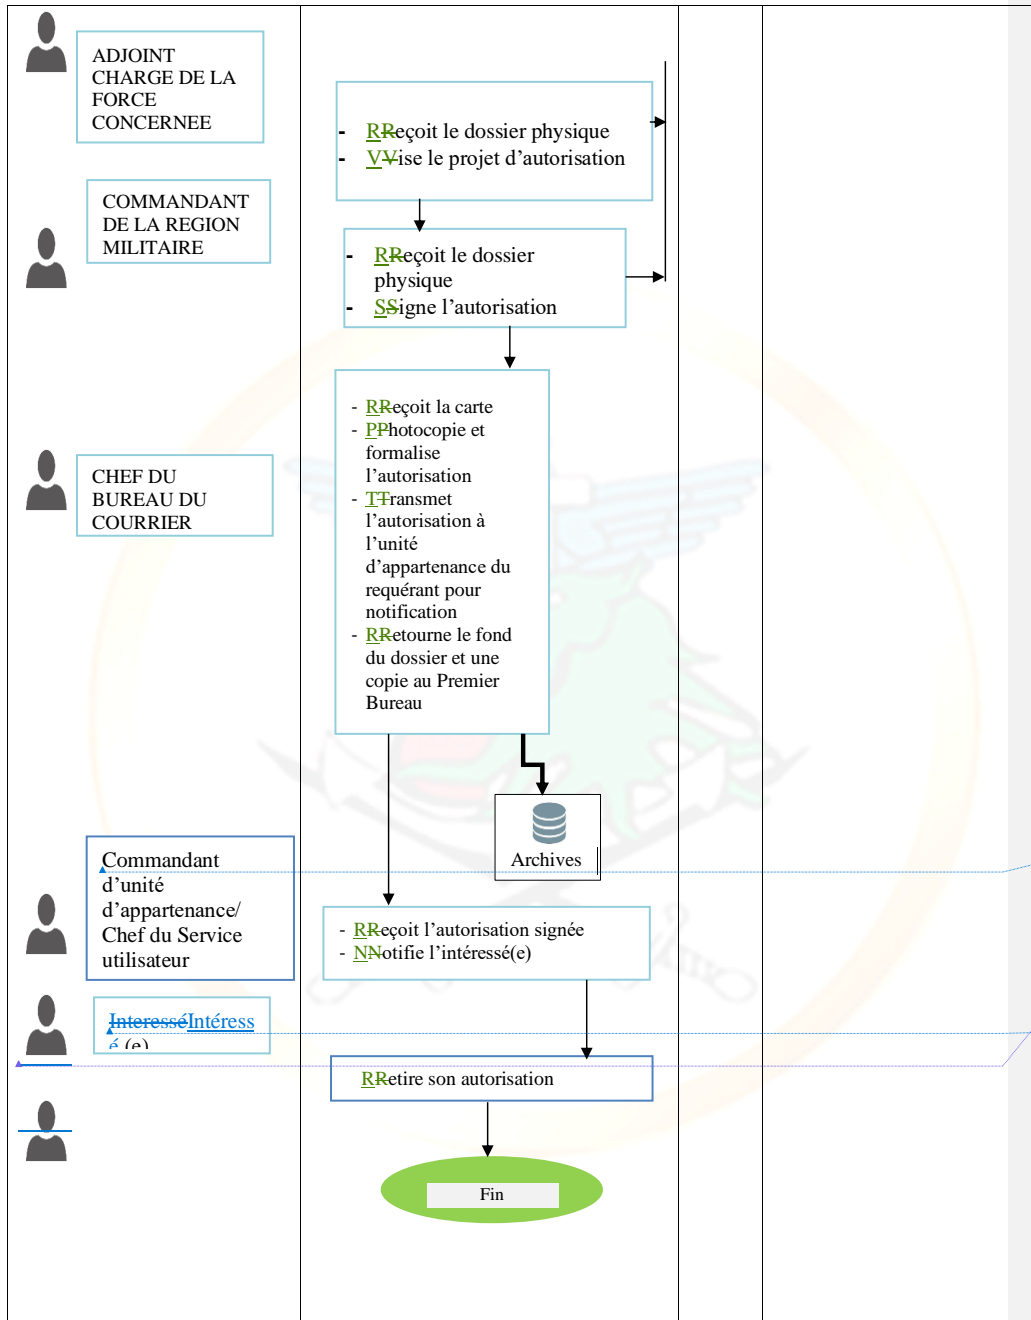 ADJOINT
CHARGE DE LA
FORCE
CONCERNEE
- RReçoit le dossier physique
- VVise le projet d’autorisation
COMMANDANT
DE LA REGION
MILITAIRE
- RReçoit le dossier
physique
- SSigne l’autorisation
CHEF DU
BUREAU DU
COURRIER
- RReçoit la carte
- PPhotocopie et
formalise
l’autorisation
- TTransmet
l’autorisation à
l’unité
d’appartenance du
requérant pour
notification
- RRetourne le fond
du dossier et une
copie au Premier
Bureau
Archives
Commandant
d’unité
d’appartenance/
Chef du Service
utilisateur
- RReçoit l’autorisation signée
- NNotifie l’intéressé(e)
InteresséIntéress
é (e)
RRetire son autorisation
Fin